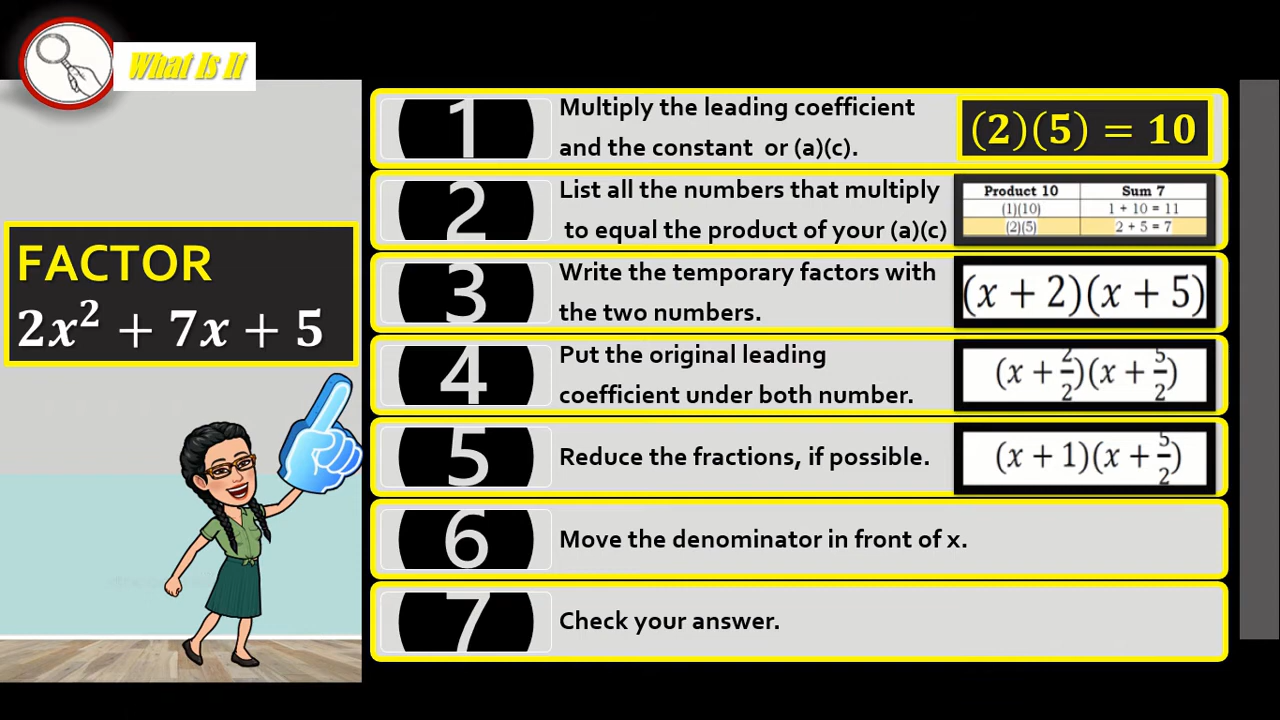 What Is It
FACTOR
2x² + 7x + 5
1
Multiply the leading coefficient
and the constant or (a)(c).
(2)(5) = 10
2
List all the numbers that multiply
to equal the product of your (a)(c)
Product 10 Sum 7
(1)(10) 1 + 10 = 11
(2)(5) 2 + 5 = 7
3
Write the temporary factors with
the two numbers.
(x + 2)(x + 5)
4
Put the original leading
coefficient under both number.
(x + 2/2)(x + 5/2)
5
Reduce the fractions, if possible.
(x + 1)(x + 5/2)
6
Move the denominator in front of x.
7
Check your answer.